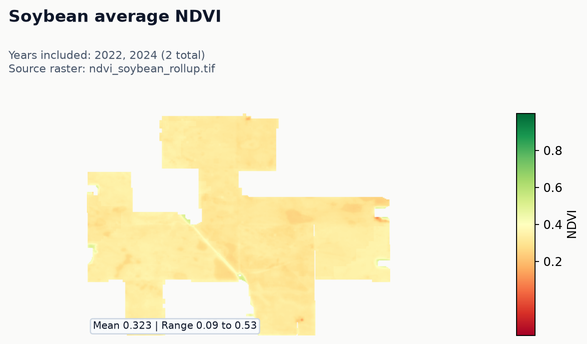 Soybean average NDVI
Years included: 2022, 2024 (2 total)
Source raster: ndvi_soybean_rollup.tif
0.8
0.6
0.4
0.2
NDVI
Mean 0.323 | Range 0.09 to 0.53